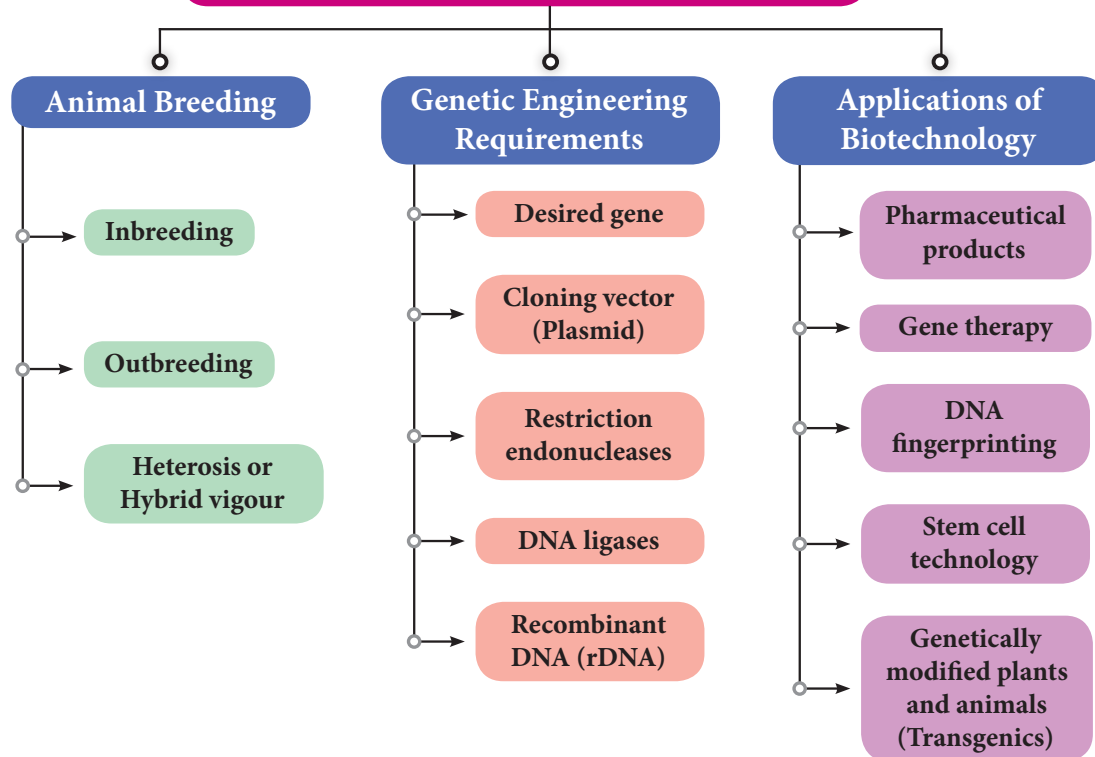 Animal Breeding
Inbreeding
Outbreeding
Heterosis or
Hybrid vigour
Genetic Engineering
Requirements
Desired gene
Cloning vector
(Plasmid)
Restriction
endonucleases
DNA ligases
Recombinant
DNA (rDNA)
Applications of
Biotechnology
Pharmaceutical
products
Gene therapy
DNA
fingerprinting
Stem cell
technology
Genetically
modified plants
and animals
(Transgenics)